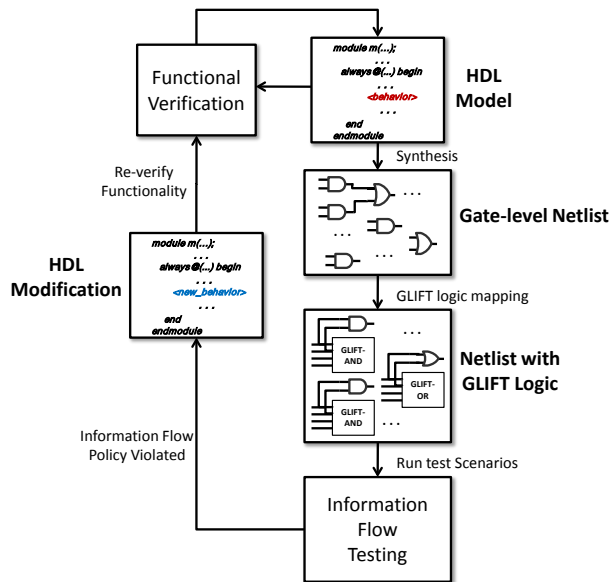 Functional
Verification
module m(...);
. . .
always@(...) begin
. . .
<behavior>
. . .
end
endmodule
HDL
Model
Synthesis
Re-verify
Functionality
. . .
. . .
. . .
Gate-level Netlist
HDL
Modification
module m(...);
. . .
always@(...) begin
. . .
<new_behavior>
. . .
end
endmodule
GLIFT logic mapping
. . .
GLIFT-
AND
GLIFT-
OR
GLIFT-
AND
. . .
Netlist with
GLIFT Logic
Information Flow
Policy Violated
Run test Scenarios
Information
Flow
Testing